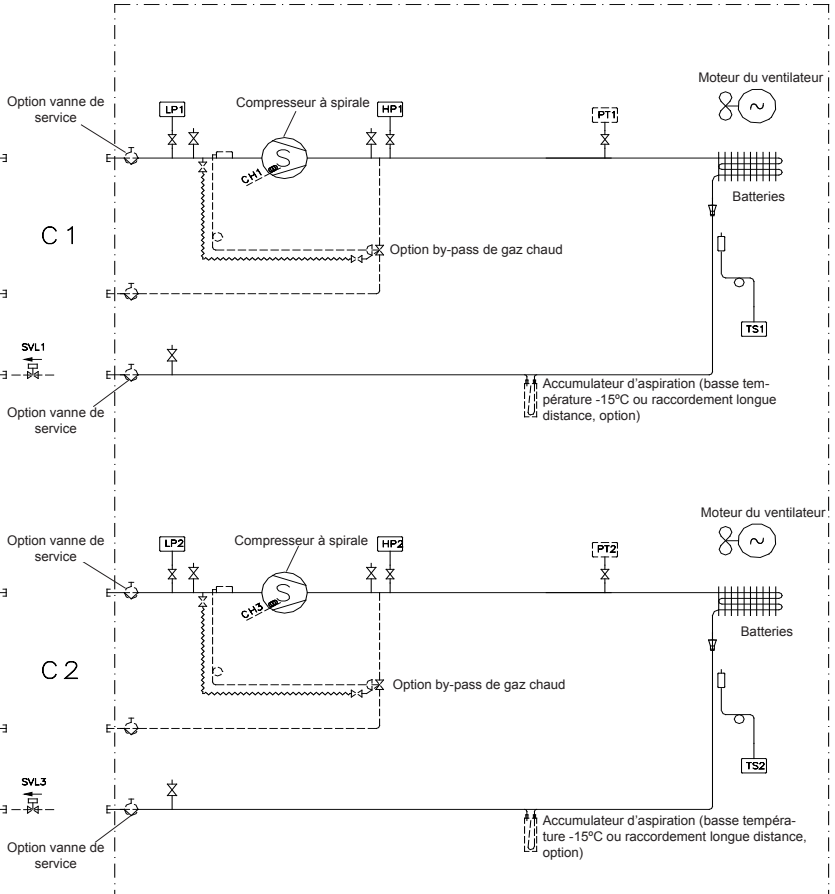 Moteur du ventilateur
Option vanne de
service
LP1
Compresseur à spirale
HP1
PT1
S
CH1
~
Batteries
C 1
Option by-pass de gaz chaud
TS1
SVL1
Accumulateur d'aspiration (basse tem-
pérature -15ºC ou raccordement longue
distance, option)
Option vanne de
service
Moteur du ventilateur
Option vanne de
service
LP2
Compresseur à spirale
HP2
PT2
S
CH3
~
Batteries
C 2
Option by-pass de gaz chaud
TS2
SVL3
Accumulateur d'aspiration (basse tempéra-
ture -15ºC ou raccordement longue distance,
option)
Option vanne de
service